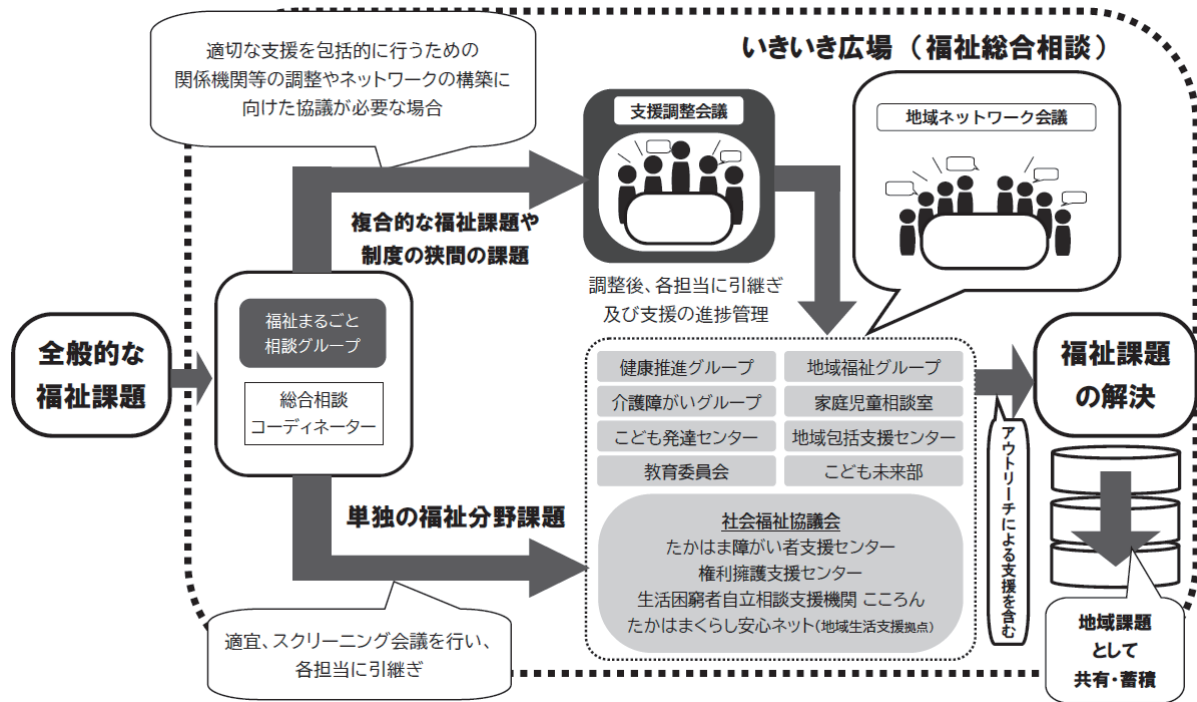 いきいき広場（福祉総合相談）
適切な支援を包括的に行うための
関係機関等の調整やネットワークの構築に
向けた協議が必要な場合
支援調整会議
地域ネットワーク会議
複合的な福祉課題や
制度の狭間の課題
調整後、各担当に引継ぎ
及び支援の進捗管理
全般的な
福祉課題
福祉まるごと
相談グループ
総合相談
コーディネーター
健康推進グループ
地域福祉グループ
介護障がいグループ
家庭児童相談室
こども発達センター
地域包括支援センター
教育委員会
こども未来部
社会福祉協議会
たかはま障がい者支援センター
権利擁護支援センター
生活困窮者自立相談支援機関 こころん
たかはまくらし安心ネット（地域生活支援拠点）
単独の福祉分野課題
適宜、スクリーニング会議を行い、
各担当に引継ぎ
アウトリーチによる支援を含む
福祉課題
の解決
地域課題
として
共有・蓄積